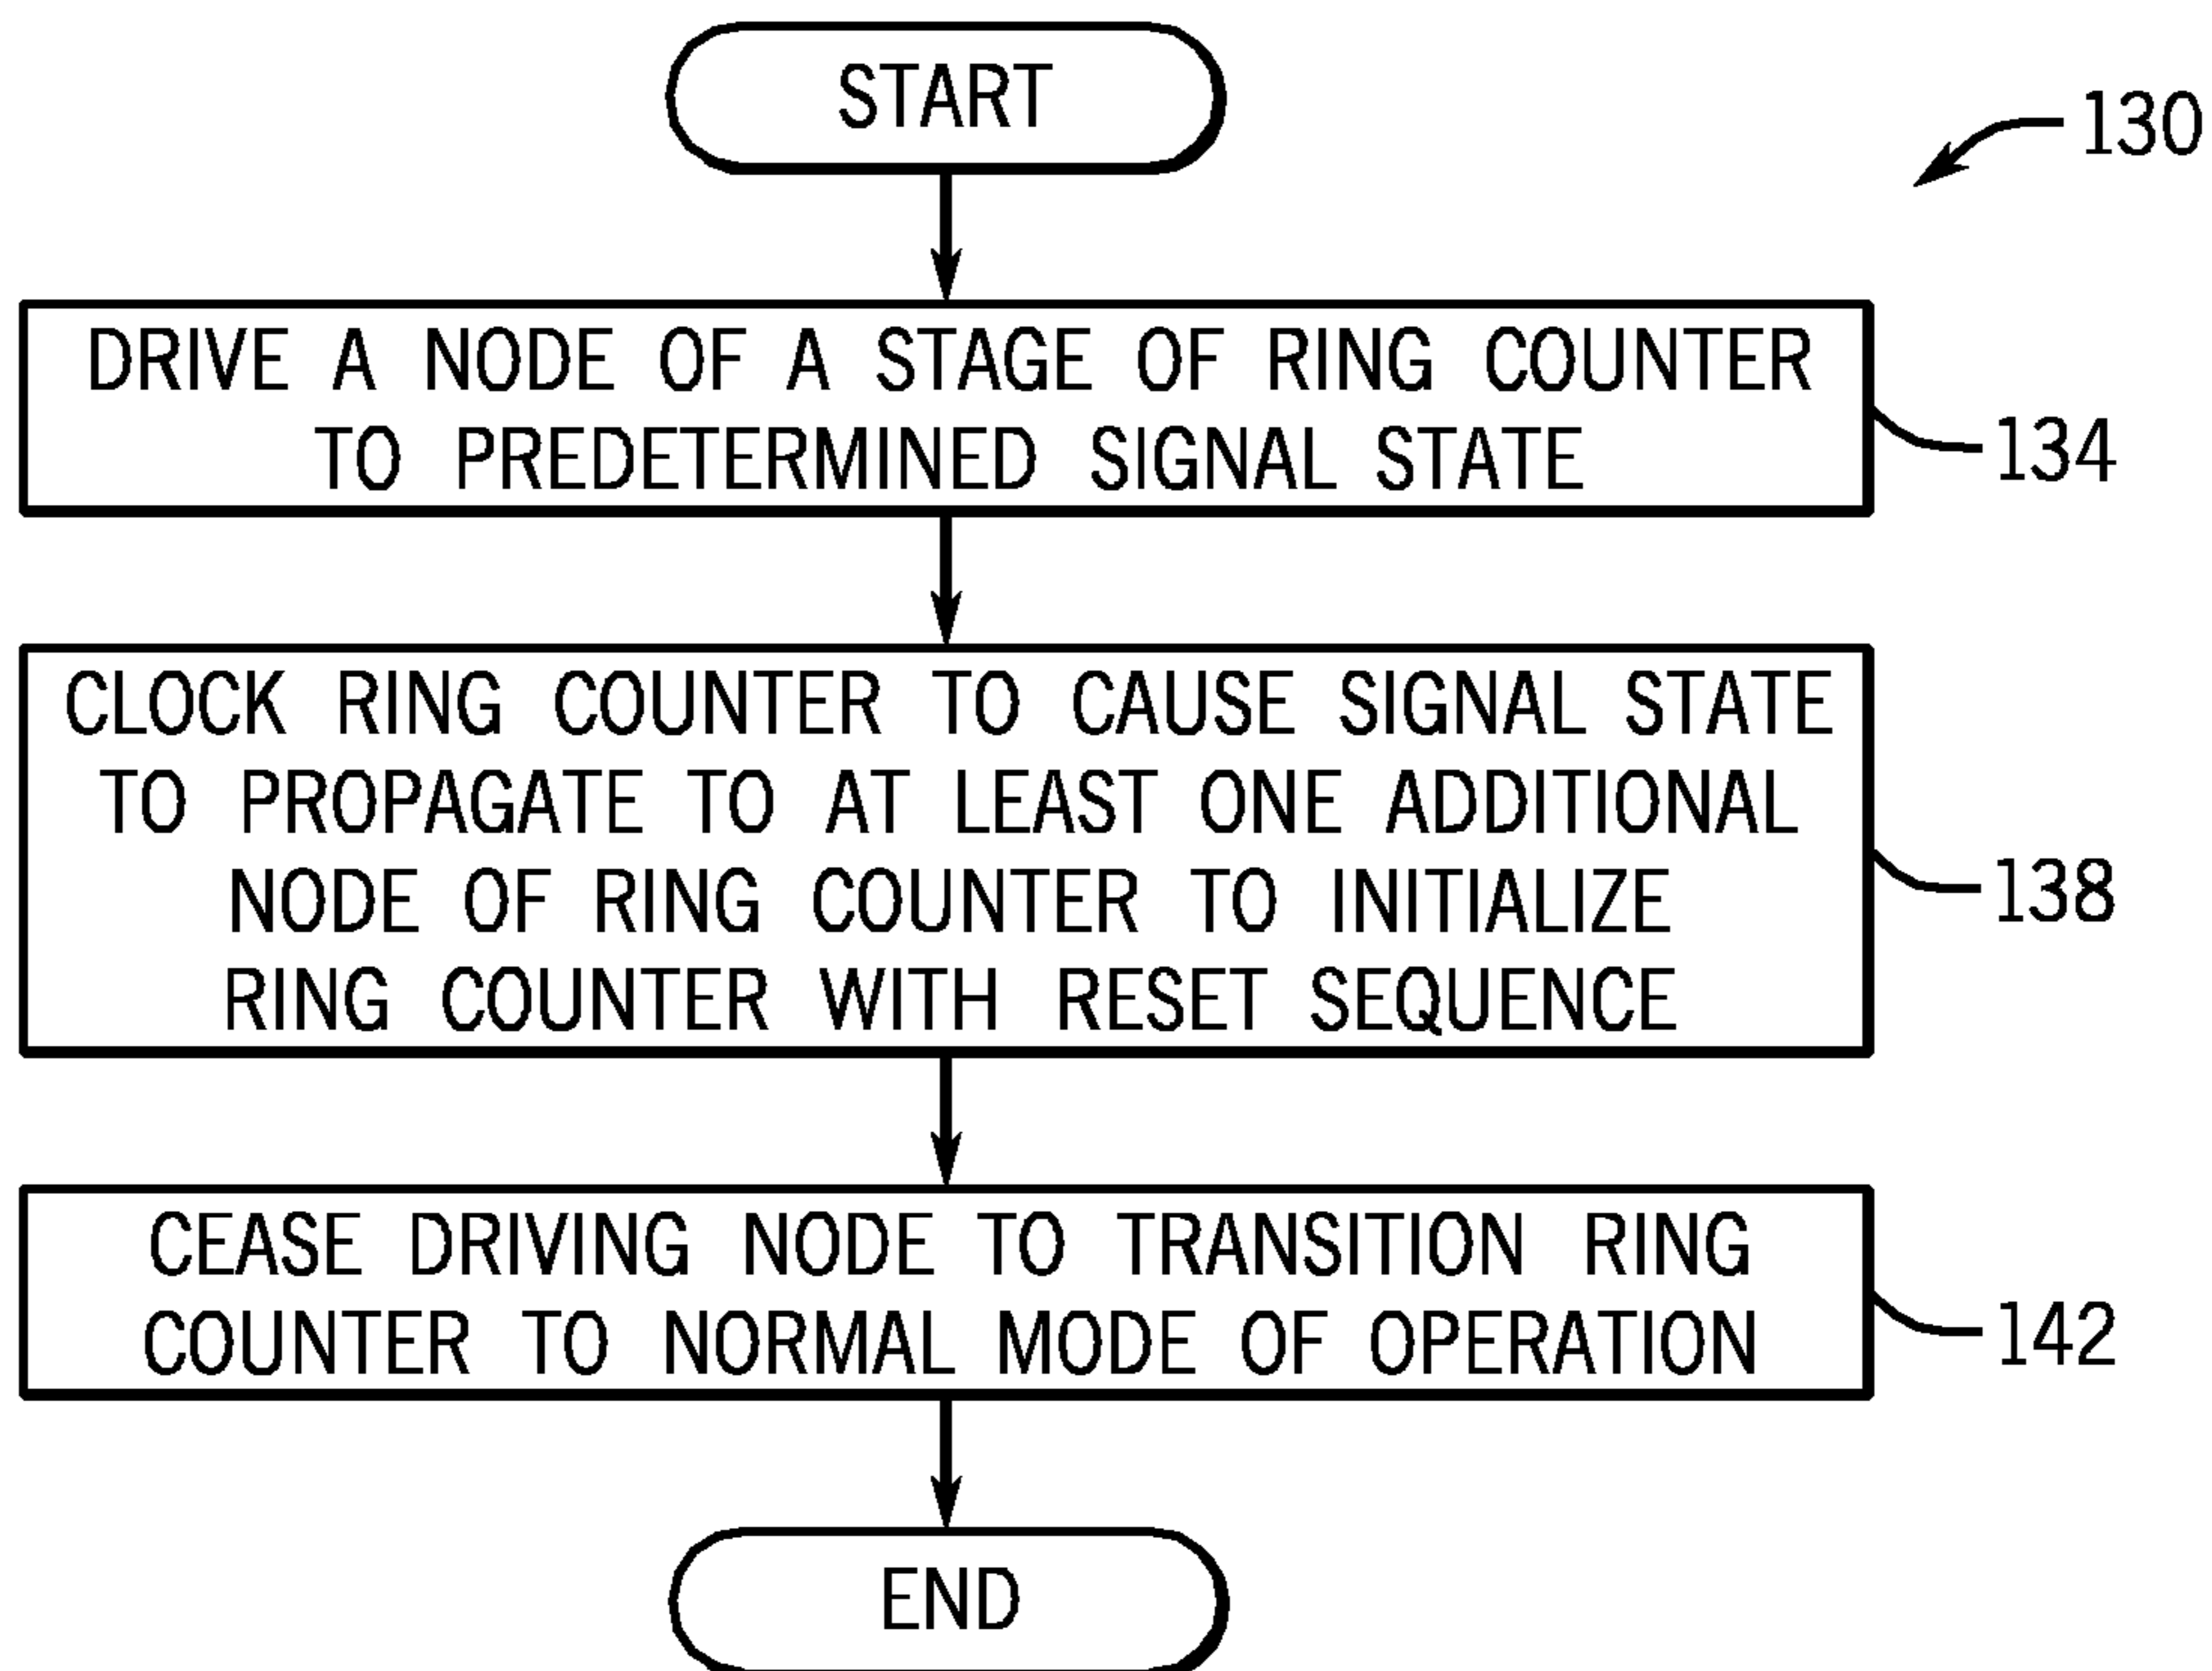 START
130
DRIVE A NODE OF A STAGE OF RING COUNTER
TO PREDETERMINED SIGNAL STATE
134
CLOCK RING COUNTER TO CAUSE SIGNAL STATE
TO PROPAGATE TO AT LEAST ONE ADDITIONAL
NODE OF RING COUNTER TO INITIALIZE
RING COUNTER WITH RESET SEQUENCE
138
CEASE DRIVING NODE TO TRANSITION RING
COUNTER TO NORMAL MODE OF OPERATION
142
END